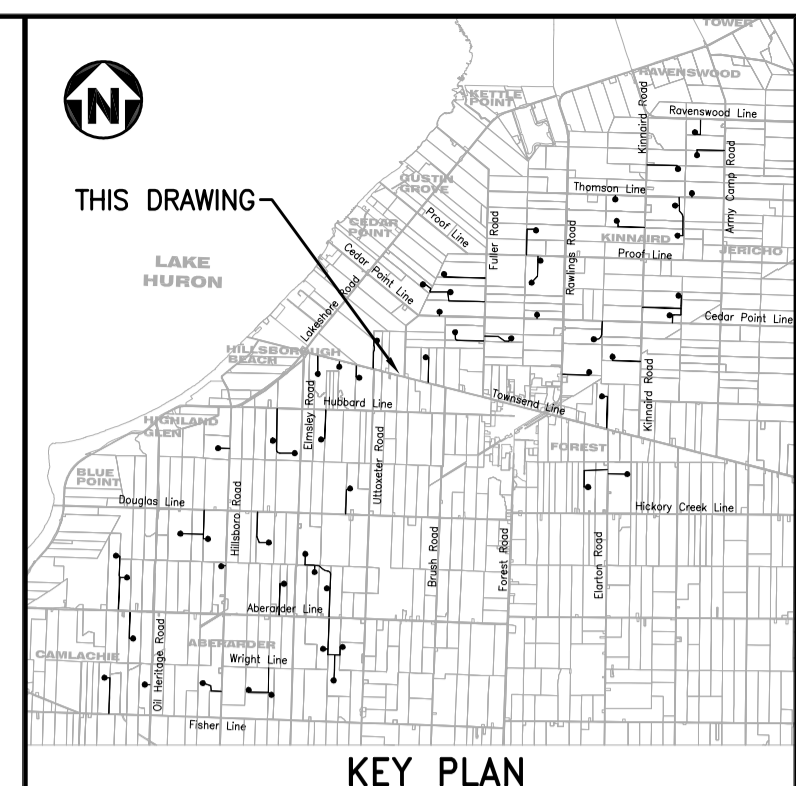 TOWER
N
RAVENSWOOD
KETTLE
POINT
Kinnaird Road
Ravenswood Line
Army Camp Road
GUSTIN
GROVE
Thomson Line
THIS DRAWING
CEDAR
POINT
Proof Line
Fuller Road
Rawlings Road
KINNAIRD
JERICHO
Proof Line
LAKE
HURON
Cedar Point Line
Lakeshore Road
Cedar Point Line
HILLSBOROUGH
BEACH
Elmsley Road
Hubbard Line
Townsend Line
Kinnaird Road
HIGHLAND
GLEN
Uttoxeter Road
FOREST
BLUE
POINT
Douglas Line
Hillsboro Road
Hickory Creek Line
Brush Road
Forest Road
Elarton Road
Aberarder Line
Oil Heritage Road
ABERARDER
CAMLACHIE
Wright Line
Fisher Line
KEY PLAN